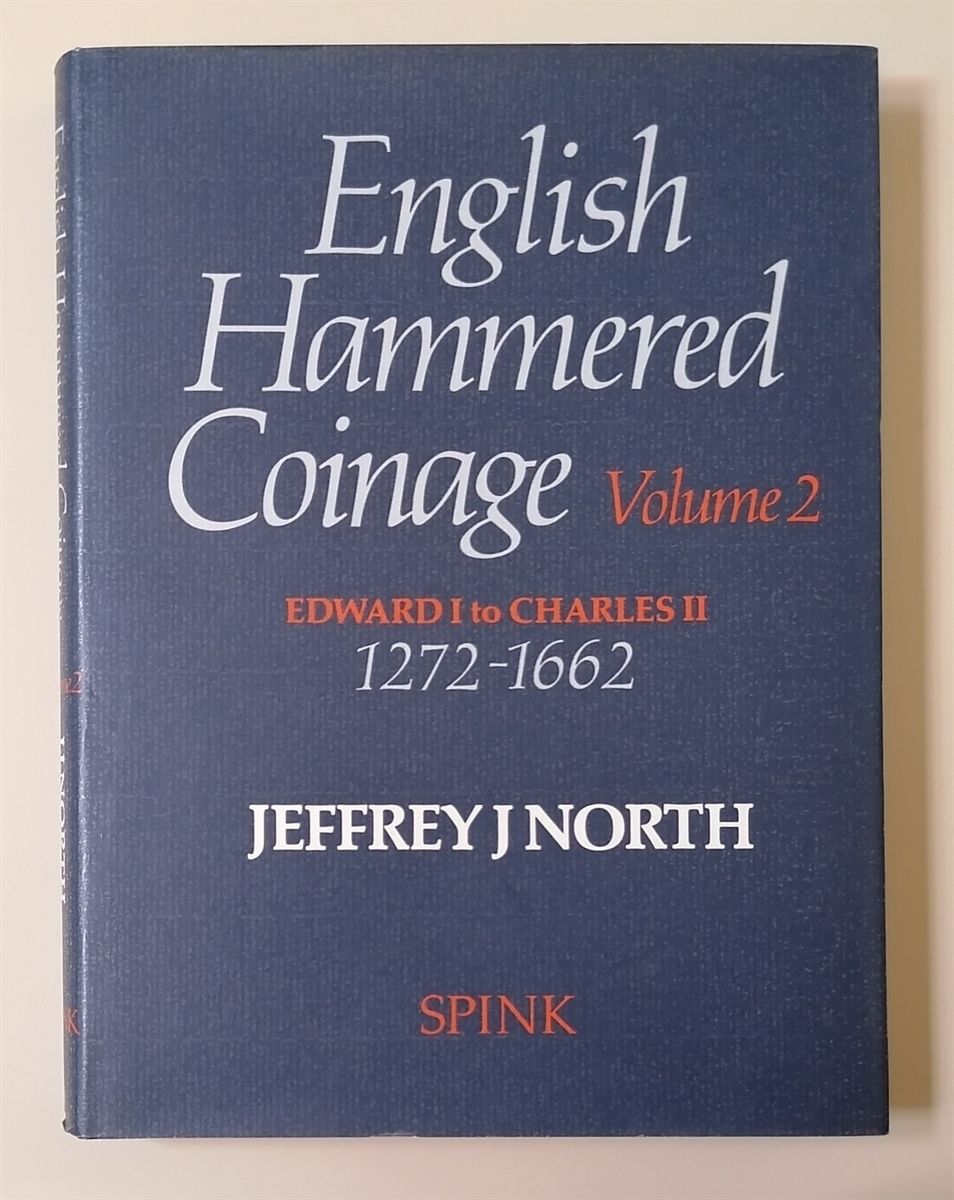 English
Hammered
Coinage Volume 2
EDWARD I to CHARLES II
1272-1662
JEFFREY J NORTH
SPINK